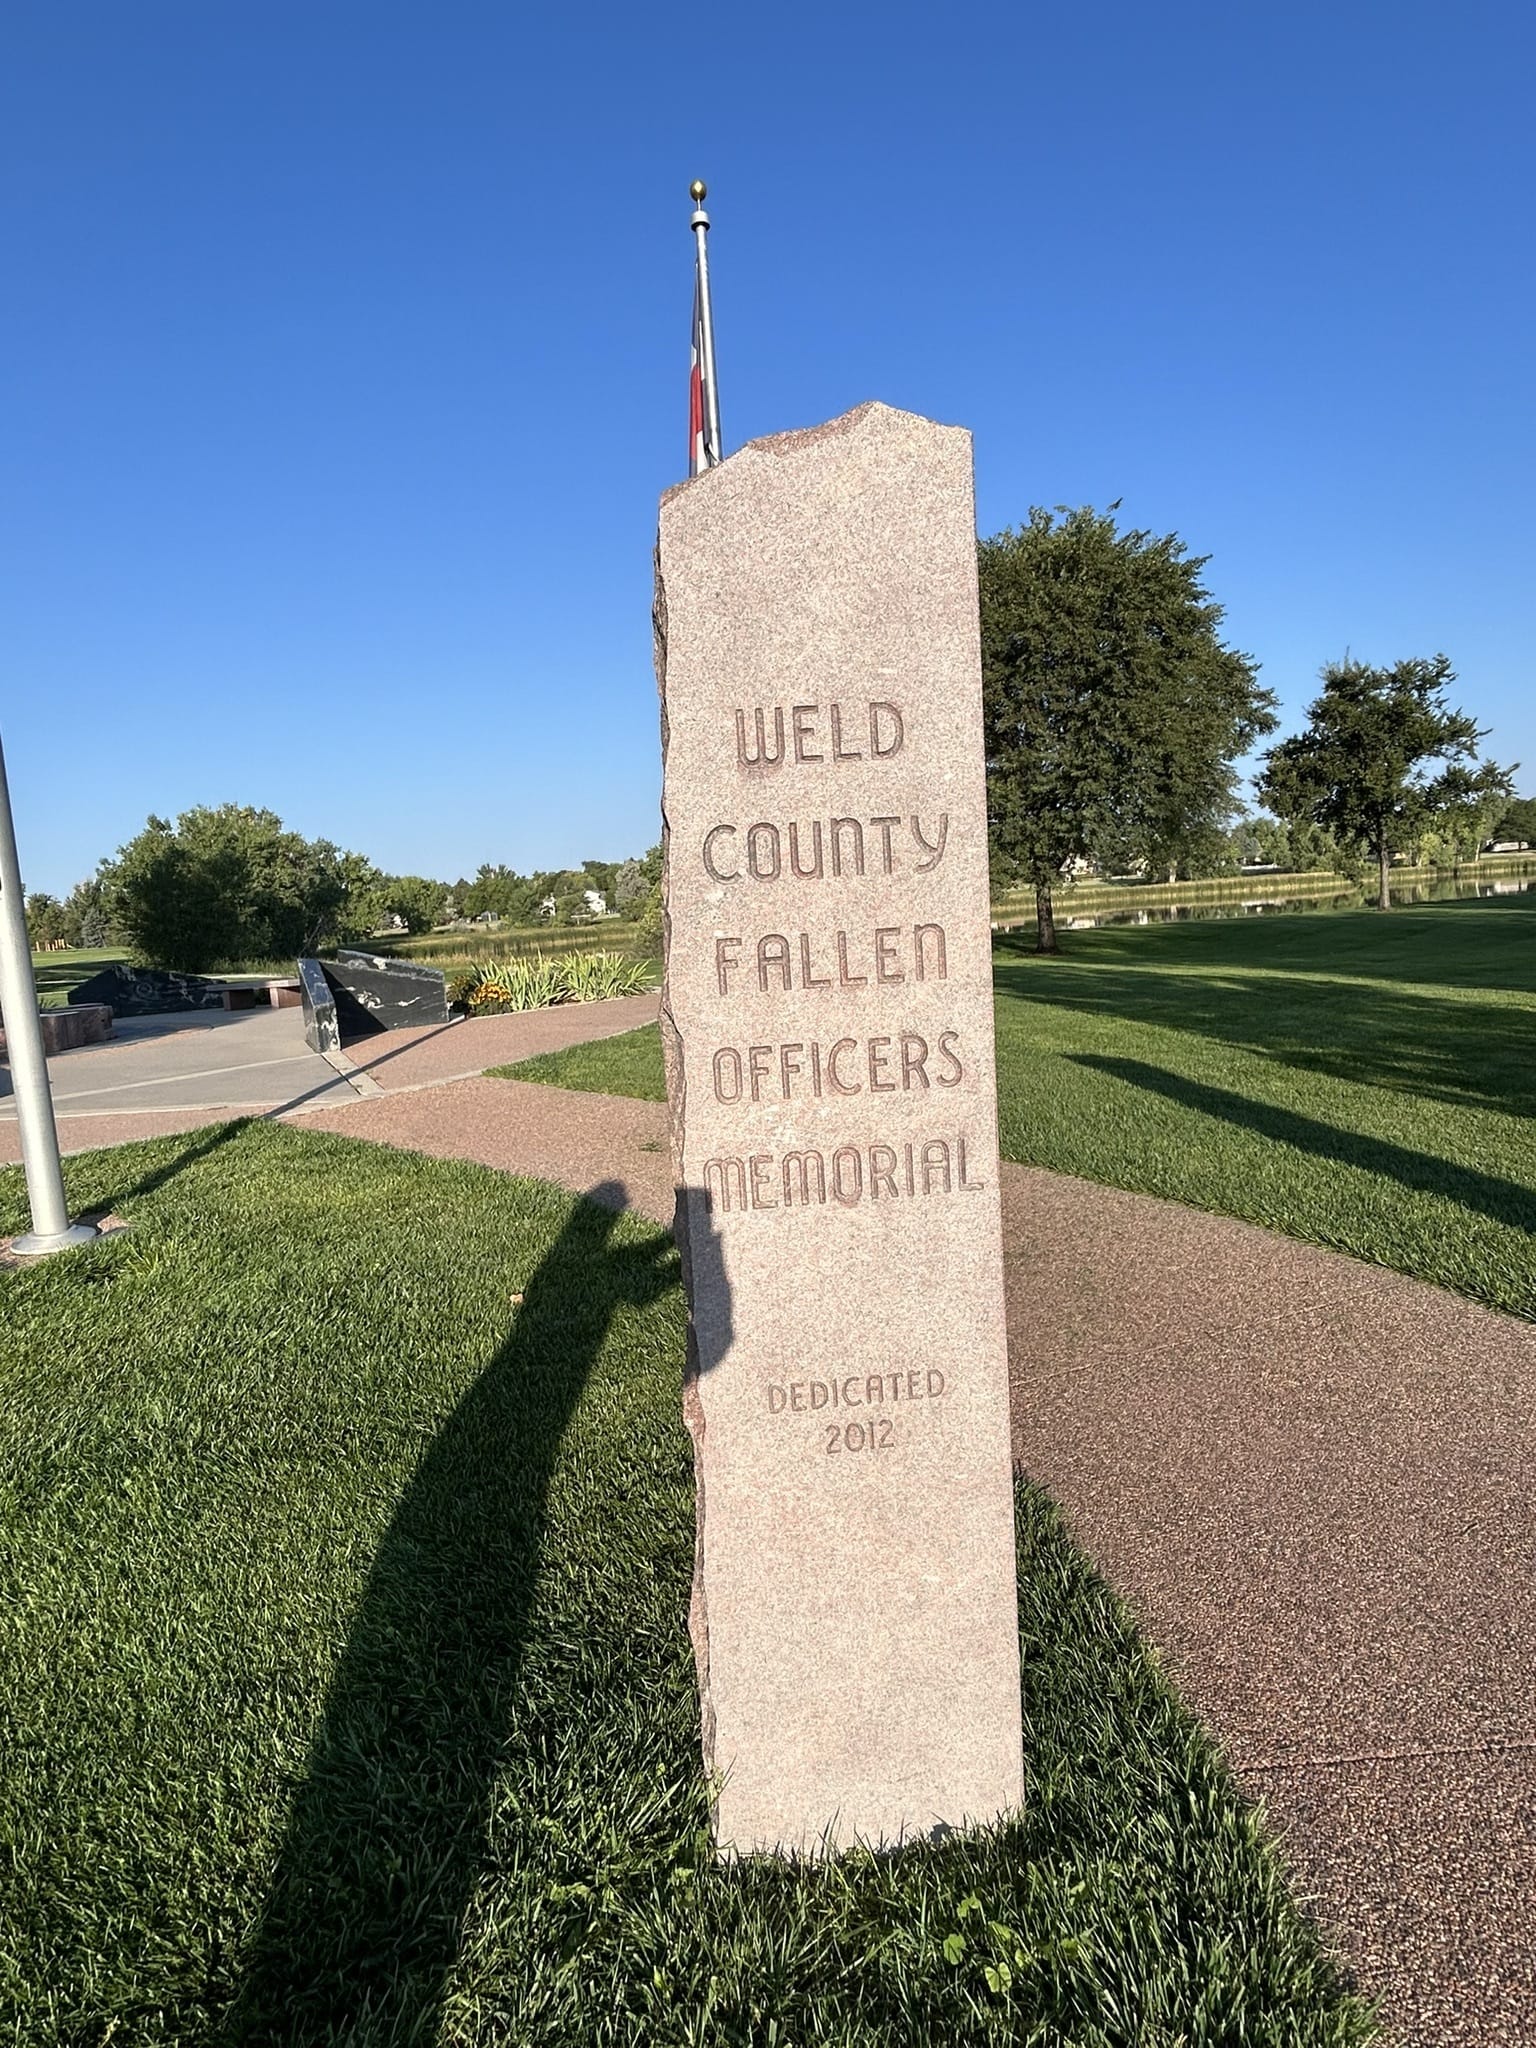 WELD
COUNTY
FALLEN
OFFICERS
MEMORIAL
DEDICATED
2012